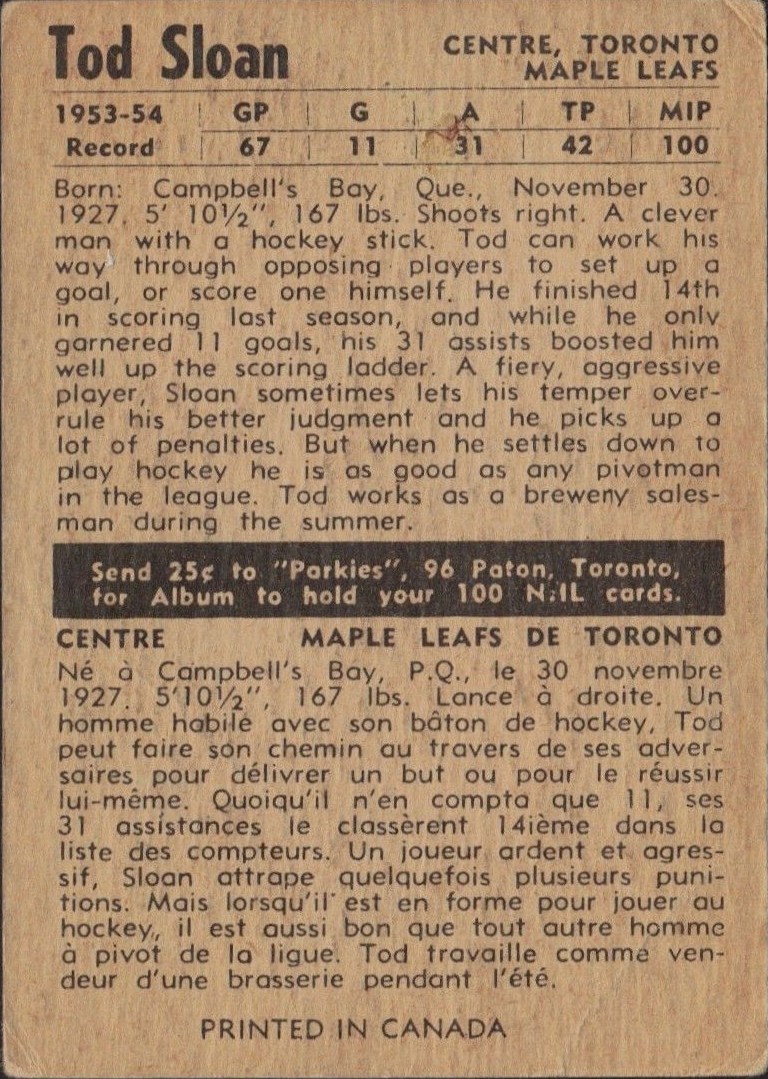 Tod Sloan
CENTRE, TORONTO
MAPLE LEAFS
1953-54 GP G A TP MIP
Record 67 11 31 42 100
Born: Campbell's Bay, Que., November 30.
1927. 5' 10½", 167 lbs. Shoots right. A clever
man with a hockey stick. Tod can work his
way through opposing players to set up a
goal, or score one himself. He finished 14th
in scoring last season, and while he only
garnered 11 goals, his 31 assists boosted him
well up the scoring ladder. A fiery, aggressive
player, Sloan sometimes lets his temper over-
rule his better judgment and he picks up a
lot of penalties. But when he settles down to
play hockey he is as good as any pivotman
in the league. Tod works as a brewery sales-
man during the summer.
Send 25¢ to "Parkies", 96 Paton, Toronto,
for Album to hold your 100 N.H.L. cards.
CENTRE MAPLE LEAFS DE TORONTO
Né à Campbell's Bay, P.Q., le 30 novembre
1927. 5'10½", 167 lbs. Lance à droite. Un
homme habile avec son bâton de hockey, Tod
peut faire son chemin au travers de ses adver-
saires pour délivrer un but ou pour le réussir
lui-même. Quoiqu'il n'en compta que 11, ses
31 assistances le classèrent 14ième dans la
liste des compteurs. Un joueur ardent et agres-
sif, Sloan attrape quelquefois plusieurs puni-
tions. Mais lorsqu'il est en forme pour jouer au
hockey, il est aussi bon que tout autre homme
à pivot de la ligue. Tod travaille comme ven-
deur d'une brasserie pendant l'été.
PRINTED IN CANADA